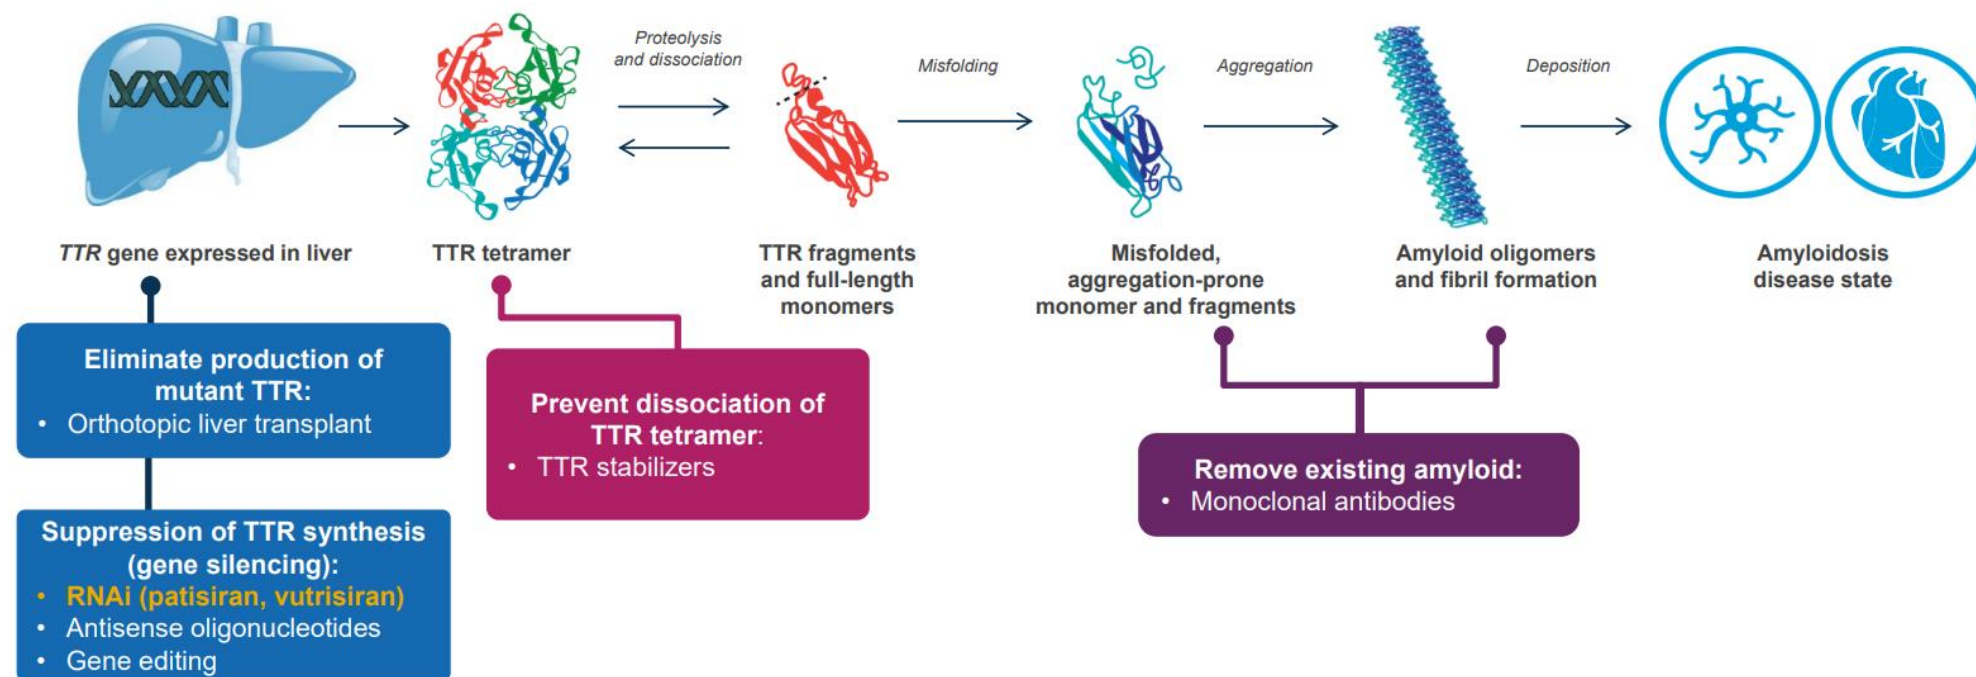 Proteolysis
and dissociation
Misfolding
Aggregation
Deposition
TTR gene expressed in liver
TTR tetramer
TTR fragments
and full-length
monomers
Misfolded,
aggregation-prone
monomer and fragments
Amyloid oligomers
and fibril formation
Amyloidosis
disease state
Eliminate production of
mutant TTR:
• Orthotopic liver transplant
Suppression of TTR synthesis
(gene silencing):
• RNAi (patisiran, vutrisiran)
• Antisense oligonucleotides
• Gene editing
Prevent dissociation of
TTR tetramer:
• TTR stabilizers
Remove existing amyloid:
• Monoclonal antibodies